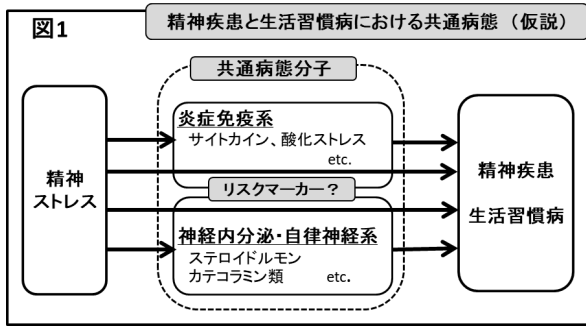 図1
精神疾患と生活習慣病における共通病態（仮説）
共通病態分子
精神
ストレス
炎症免疫系
サイトカイン、酸化ストレス
etc.
リスクマーカー？
神経内分泌・自律神経系
ステロイドルモン
カテコラミン類 etc.
精神疾患
生活習慣病